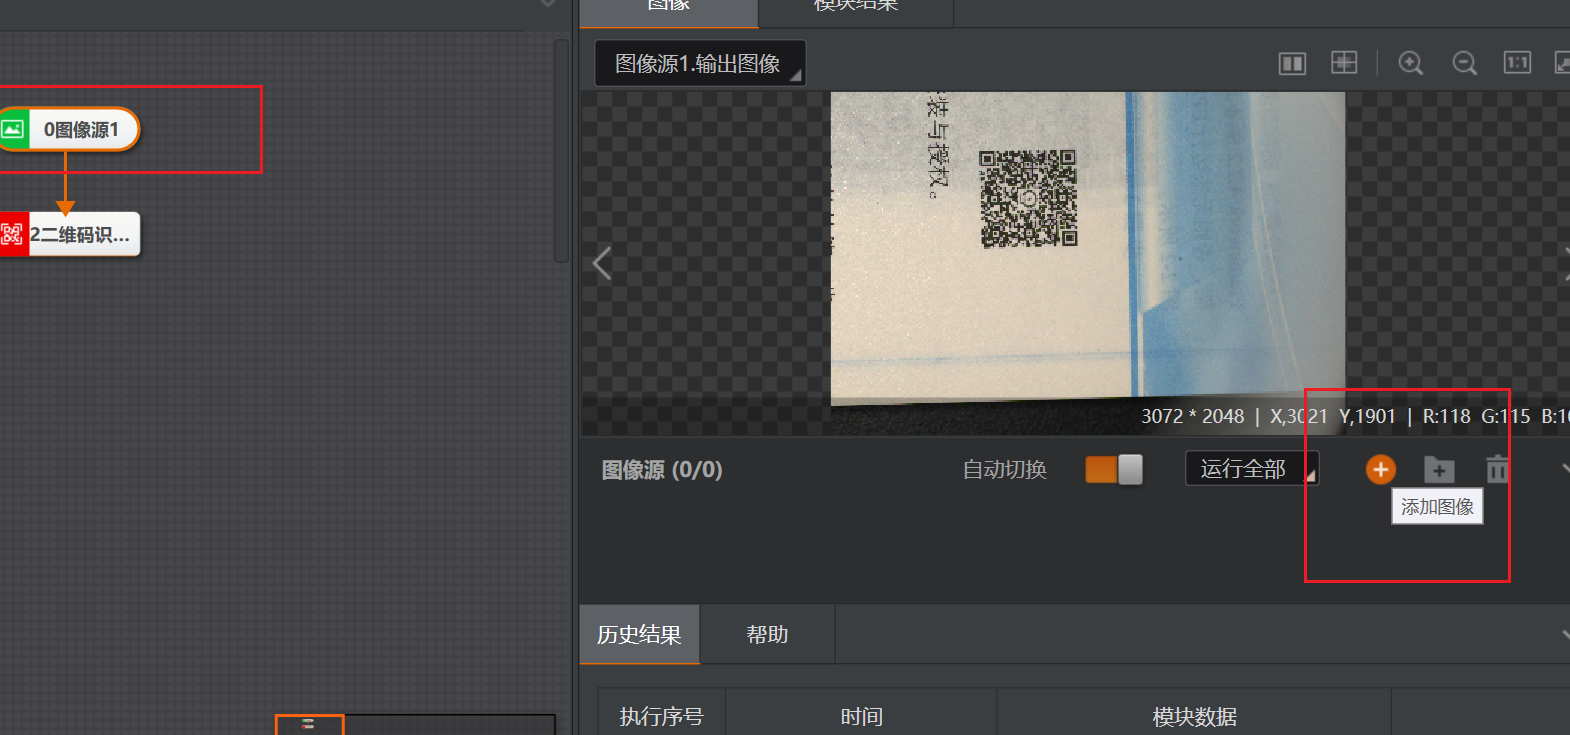 图像
模块结果
图像源1.输出图像
1:1
0图像源1
2二维码识...
装与授权。
3072 * 2048 | X,3021 Y,1901 | R:118 G:115
图像源 (0/0)
自动切换
运行全部
添加图像
历史结果
帮助
执行序号
时间
模块数据